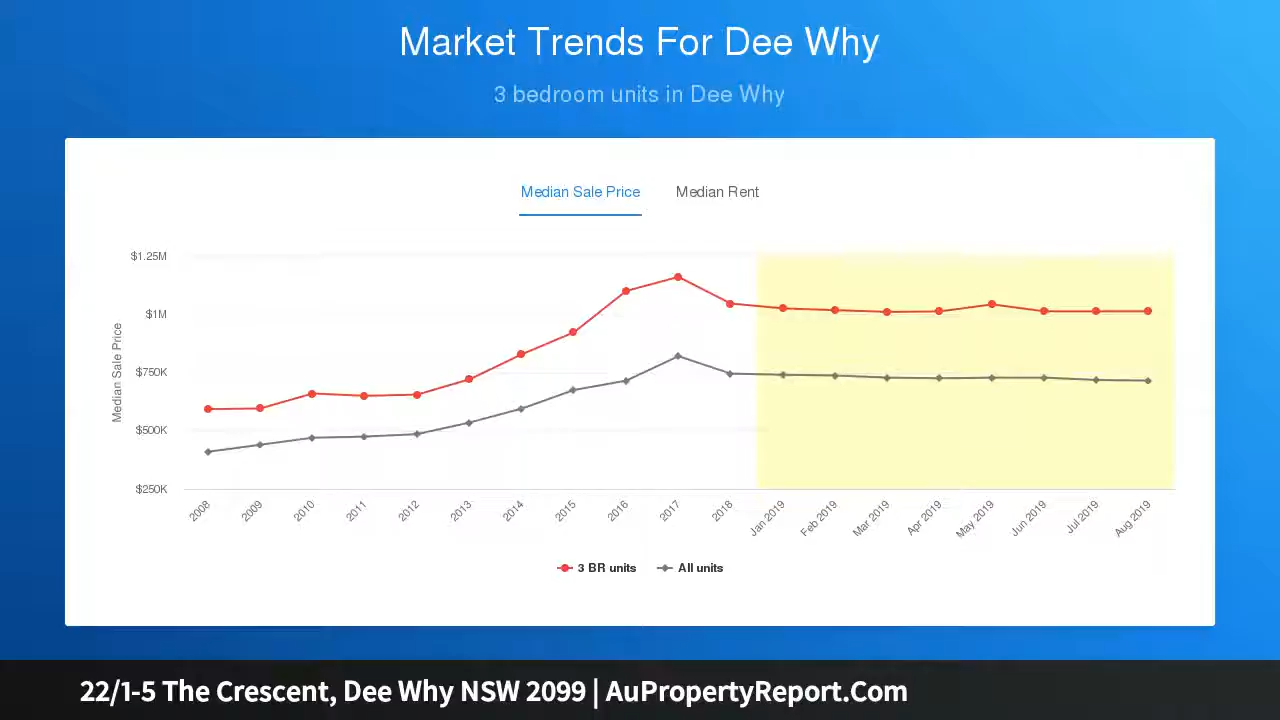 Market Trends For Dee Why
3 bedroom units in Dee Why
Median Sale Price
Median Rent
$1.25M
$1M
$750K
$500K
$250K
Median Sale Price
2008
2009
2010
2011
2012
2013
2014
2015
2016
2017
2018
Jan 2019
Feb 2019
Mar 2019
Apr 2019
May 2019
Jun 2019
Jul 2019
Aug 2019
3 BR units
All units
22/1-5 The Crescent, Dee Why NSW 2099 | AuPropertyReport.Com